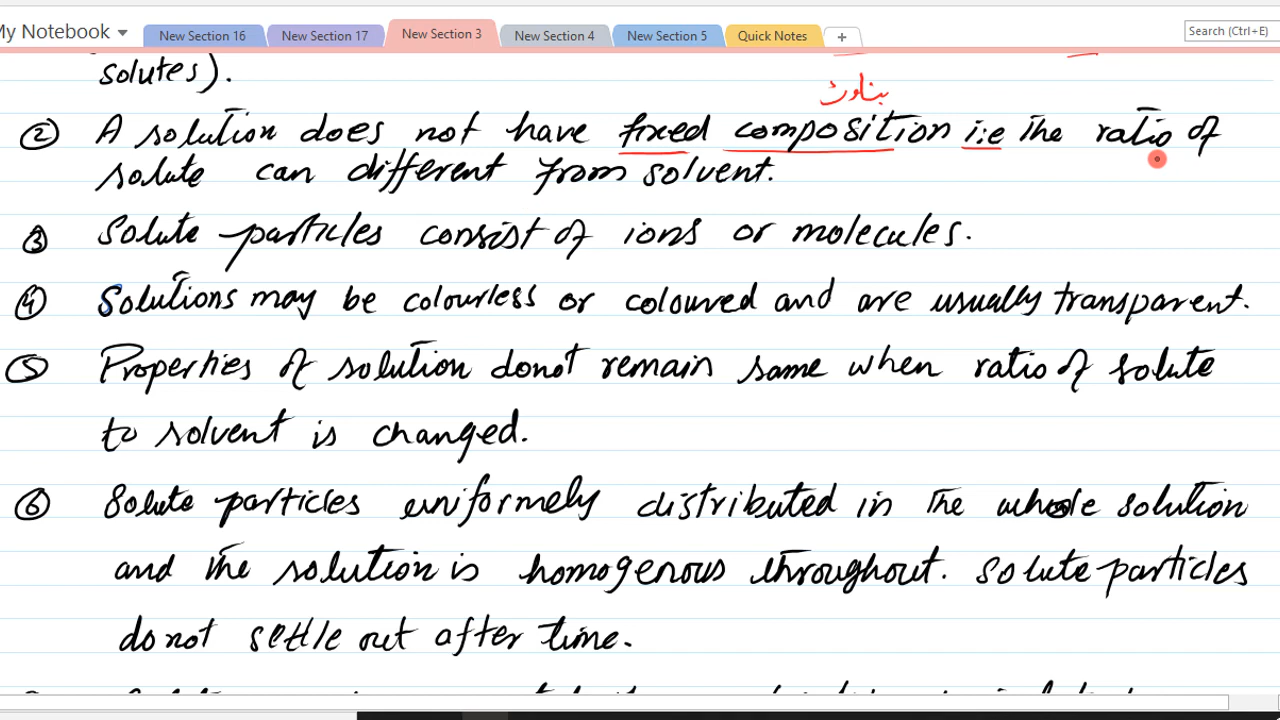 My Notebook
New Section 16
New Section 17
New Section 3
New Section 4
New Section 5
Quick Notes
+
Search (Ctrl+E)
solutes).
بناوٹ
② A solution does not have fixed composition i.e the ratio of
solute can different from solvent.
③ Solute particles consist of ions or molecules.
④ Solutions may be colourless or coloured and are usually transparent.
⑤ Properties of solution donot remain same when ratio of solute
to solvent is changed.
⑥ Solute particles uniformely distributed in the whole solution
and the solution is homogenous throughout. Solute particles
do not settle out after time.